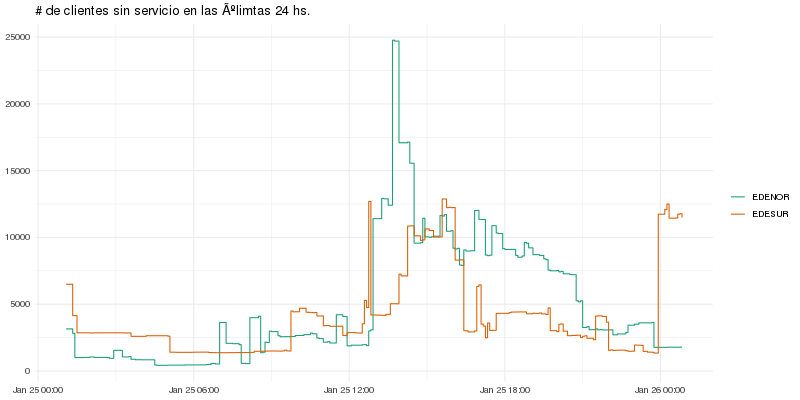 # de clientes sin servicio en las Ãºlimtas 24 hs.
25000
20000
15000
10000
5000
0
Jan 25 00:00 Jan 25 06:00 Jan 25 12:00 Jan 25 18:00 Jan 26 00:00
EDENOR
EDESUR